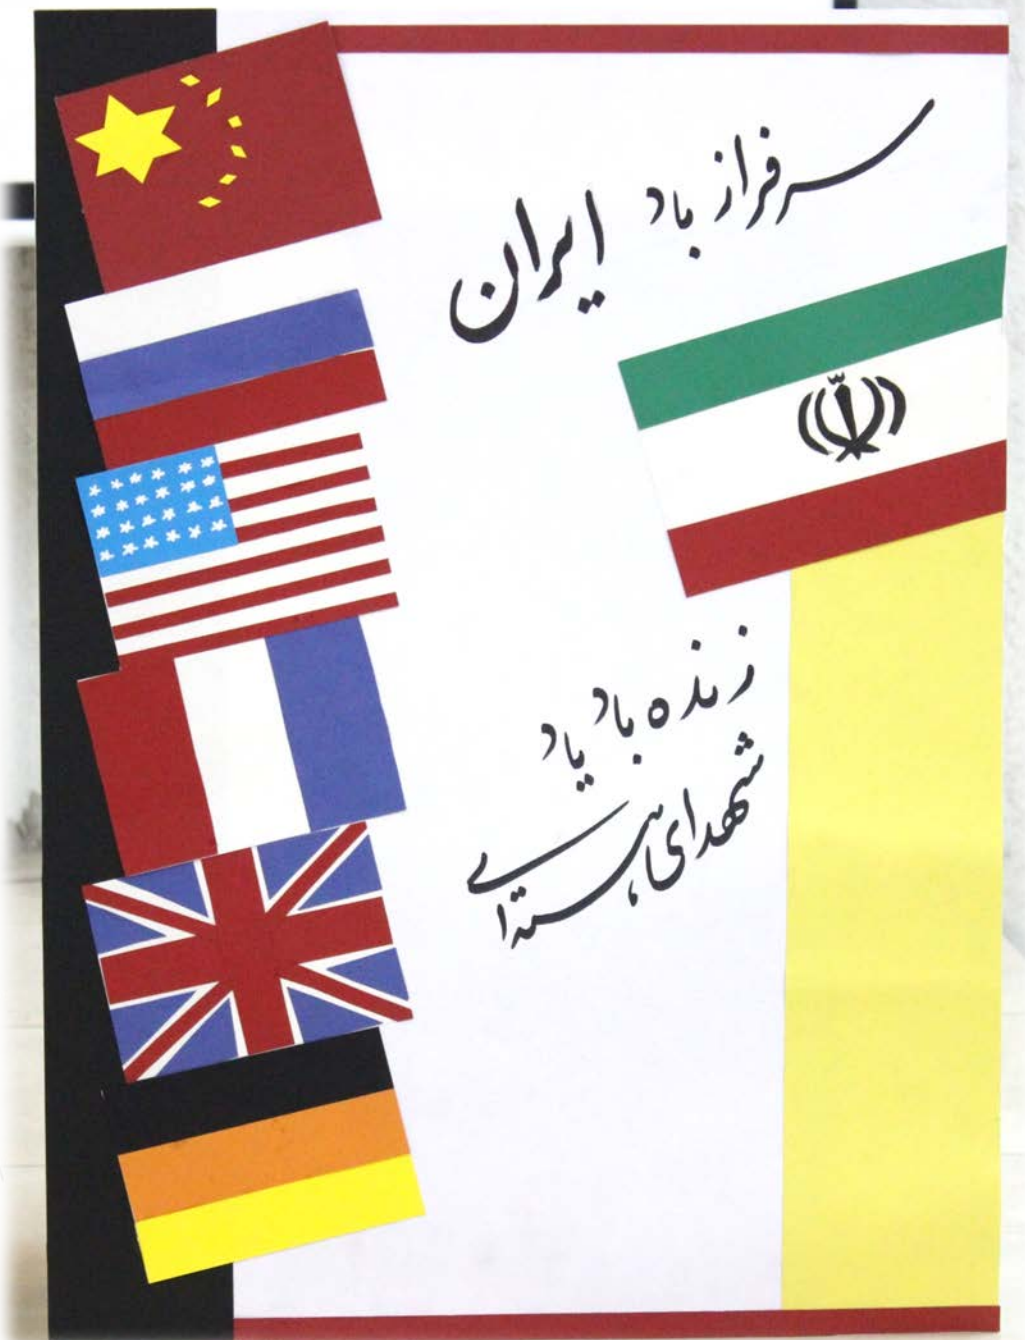 سرفراز باد ایران
زنده باد یاد
شهدای هسته‌ای